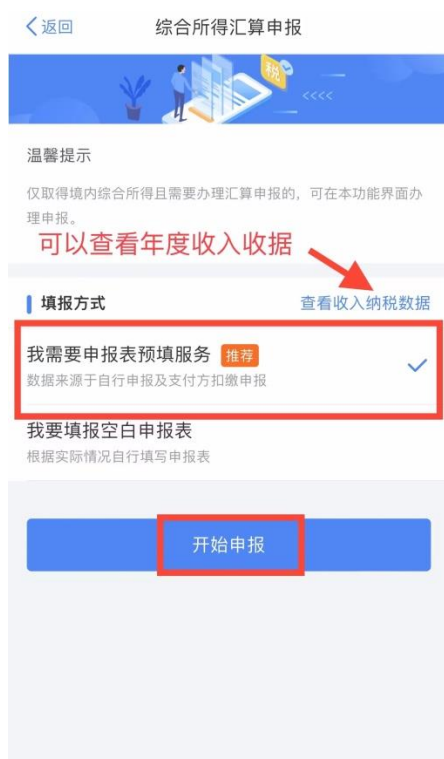 返回
综合所得汇算申报
税
<<<<
温馨提示
仅取得境内综合所得且需要办理汇算申报的，可在本功能界面办
理申报。
可以查看年度收入收据
填报方式
查看收入纳税数据
我需要申报表预填服务 推荐
数据来源于自行申报及支付方扣缴申报
我要填报空白申报表
根据实际情况自行填写申报表
开始申报